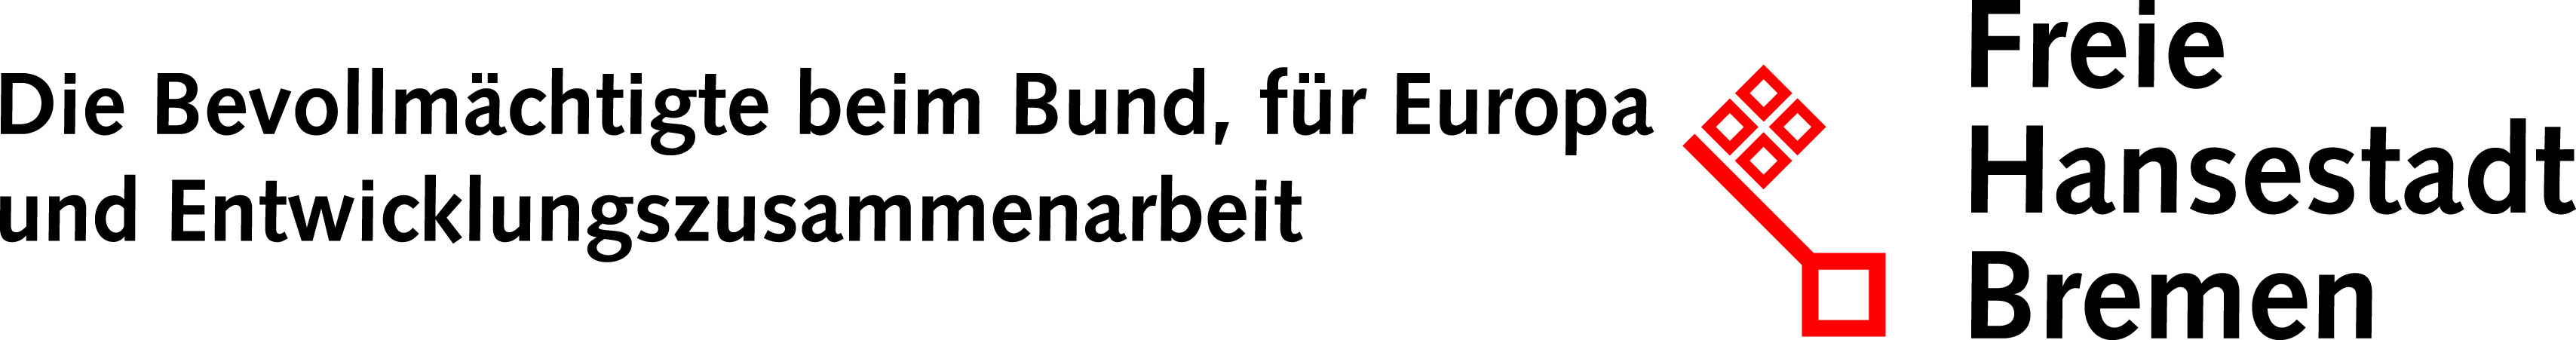 Die Bevollmächtigte beim Bund, für Europa
und Entwicklungszusammenarbeit
Freie
Hansestadt
Bremen